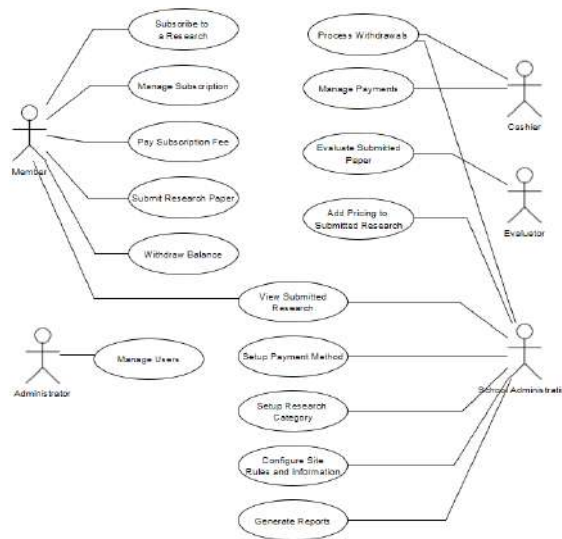 Subscribe to
a Research
Process Withdrawals
Manage Subscription
Manage Payments
Cashier
Pay Subscription Fee
Evaluate Submitted
Paper
Member
Submit Research Paper
Add Pricing to
Submitted Research
Evaluator
Withdraw Balance
View Submitted
Research
Manage Users
Setup Payment Method
Administrator
School Administrati
Setup Research
Category
Configure Site
Rules and Information
Generate Reports